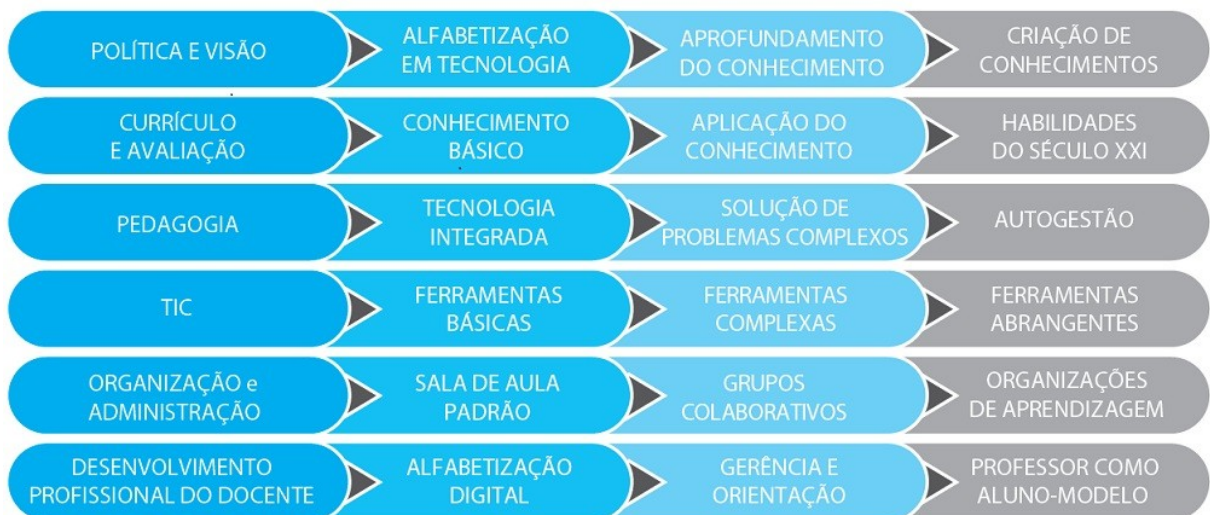 POLÍTICA E VISÃO
ALFABETIZAÇÃO
EM TECNOLOGIA
APROFUNDAMENTO
DO CONHECIMENTO
CRIAÇÃO DE
CONHECIMENTOS
CURRÍCULO
E AVALIAÇÃO
CONHECIMENTO
BÁSICO
APLICAÇÃO DO
CONHECIMENTO
HABILIDADES
DO SÉCULO XXI
PEDAGOGIA
TECNOLOGIA
INTEGRADA
SOLUÇÃO DE
PROBLEMAS COMPLEXOS
AUTOGESTÃO
TIC
FERRAMENTAS
BÁSICAS
FERRAMENTAS
COMPLEXAS
FERRAMENTAS
ABRANGENTES
ORGANIZAÇÃO e
ADMINISTRAÇÃO
SALA DE AULA
PADRÃO
GRUPOS
COLABORATIVOS
ORGANIZAÇÕES
DE APRENDIZAGEM
DESENVOLVIMENTO
PROFISSIONAL DO DOCENTE
ALFABETIZAÇÃO
DIGITAL
GERÊNCIA E
ORIENTAÇÃO
PROFESSOR COMO
ALUNO-MODELO